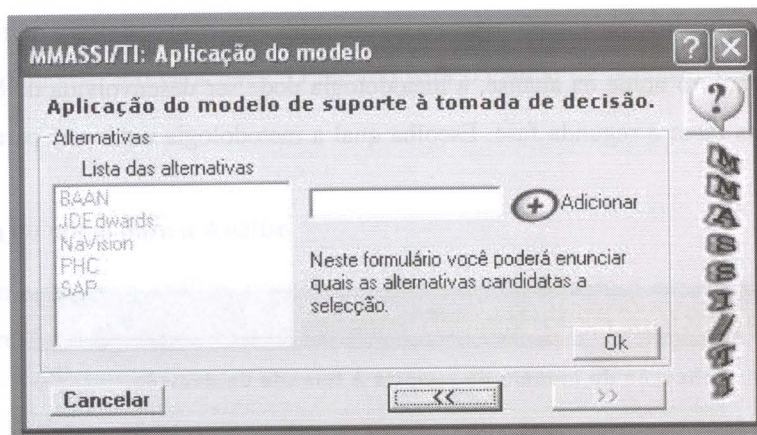 MMASSI/TI: Aplicação do modelo
Aplicação do modelo de suporte à tomada de decisão.
Alternativas
Lista das alternativas
BAAN
JDEdwards
NaVision
PHC
SAP
Adicionar
Neste formulário você poderá enunciar
quais as alternativas candidatas a
selecção.
Ok
Cancelar
<<
>>
?
MMASSI/TI